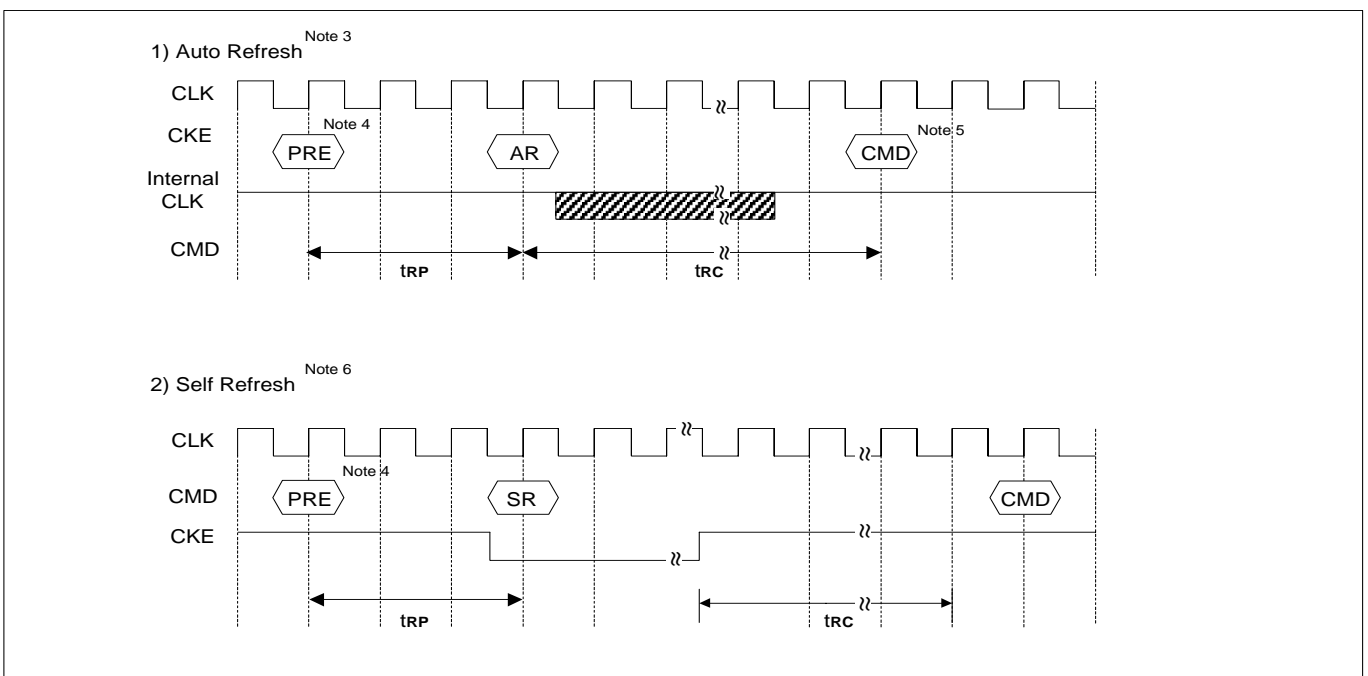 1) Auto Refresh Note 3
CLK
CKE
Note 4
Note 5
PRE
AR
CMD
Internal
CLK
CMD
tRP
tRC
2) Self Refresh Note 6
CLK
Note 4
CMD
PRE
SR
CMD
CKE
tRP
tRC